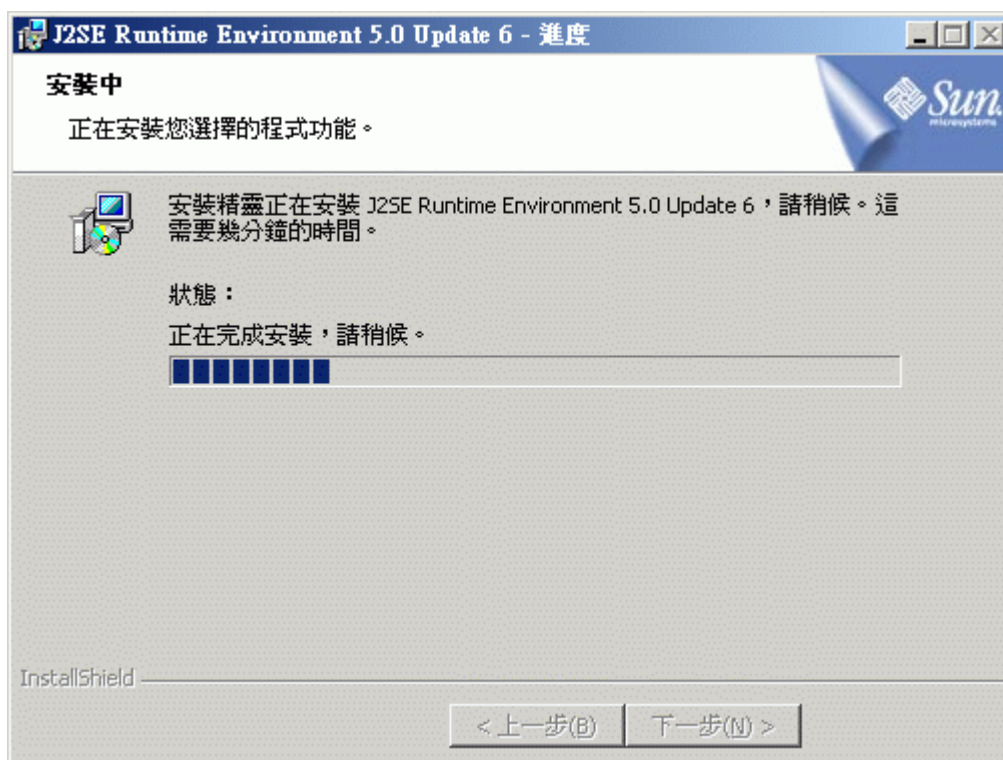 J2SE Runtime Environment 5.0 Update 6 - 進度
安裝中
正在安裝您選擇的程式功能。
Sun
microsystems
安裝精靈正在安裝 J2SE Runtime Environment 5.0 Update 6，請稍候。這
需要幾分鐘的時間。
狀態：
正在完成安裝，請稍候。
InstallShield
< 上一步(B)
下一步(N) >